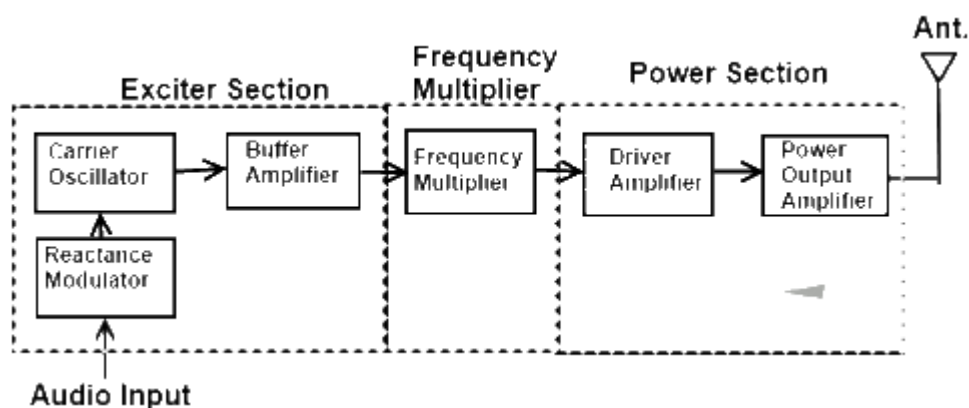 Ant.
Exciter Section
Frequency
Multiplier
Power Section
Carrier
Oscillator
Buffer
Amplifier
Frequency
Multiplier
Driver
Amplifier
Power
Output
Amplifier
Reactance
Modulator
Audio Input